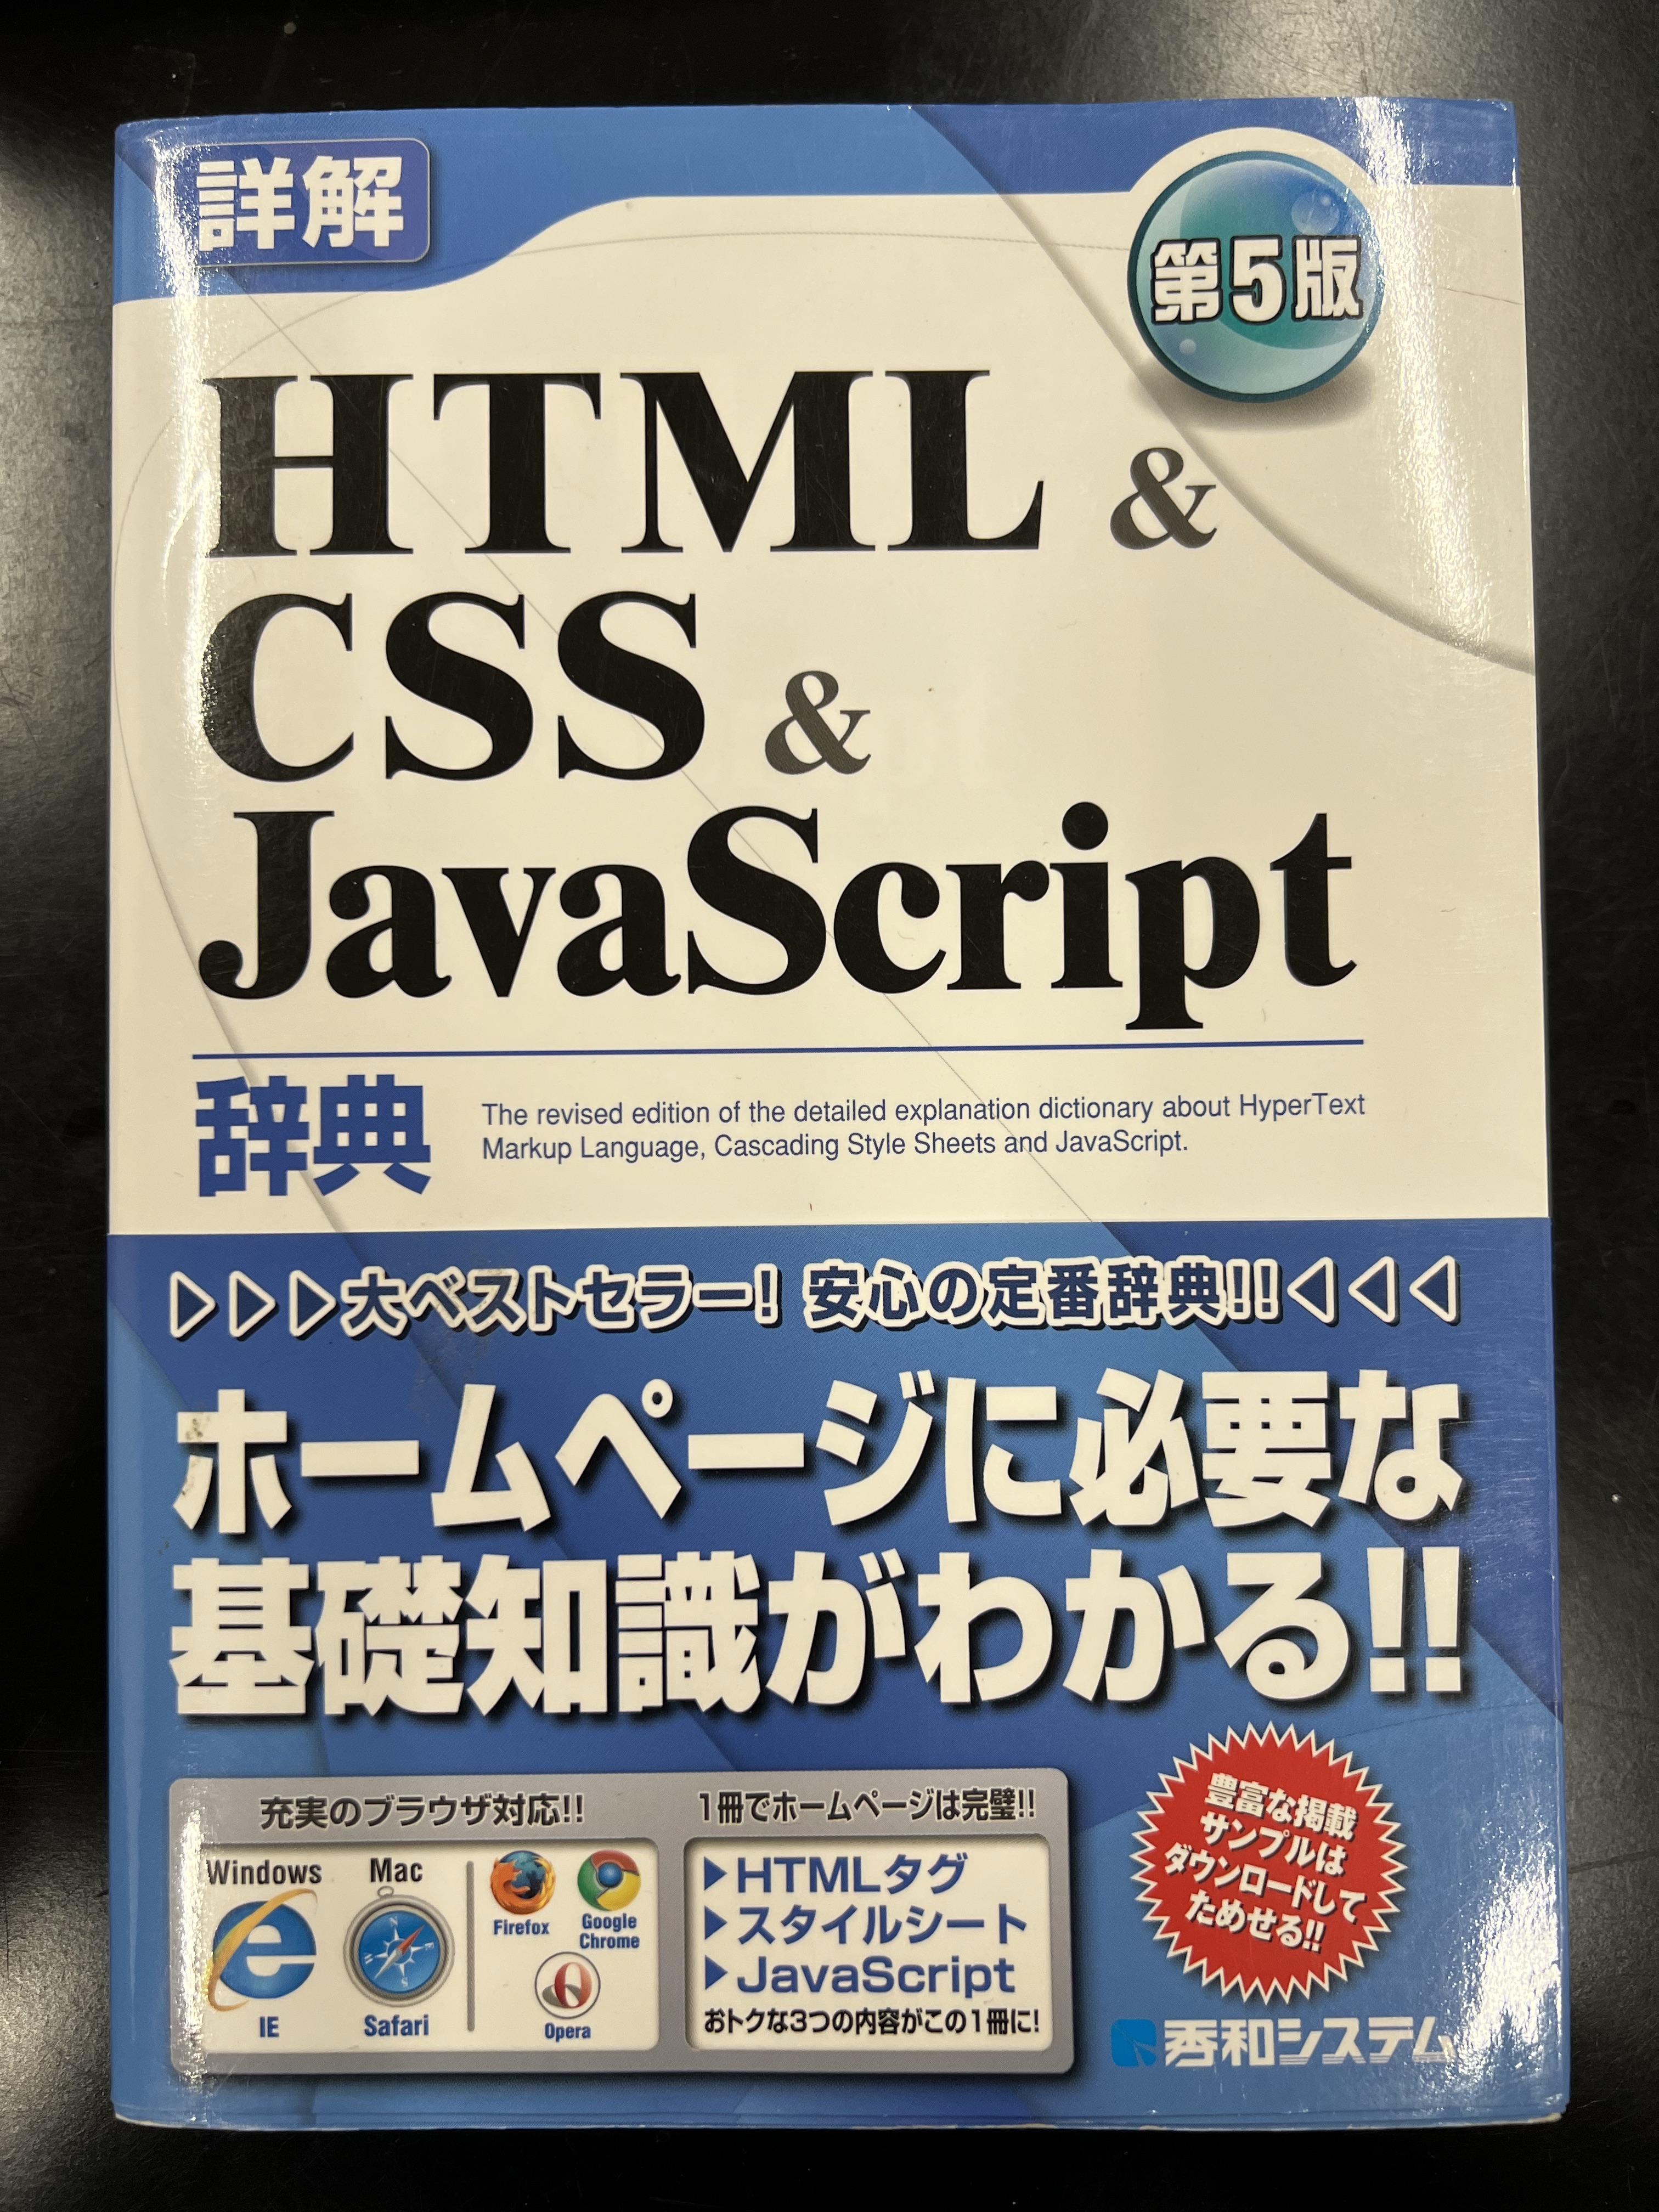 詳解
第5版
HTML &
CSS &
JavaScript
辞典
The revised edition of the detailed explanation dictionary about HyperText
Markup Language, Cascading Style Sheets and JavaScript.
▷▷▷大ベストセラー! 安心の定番辞典!!◁◁◁
ホームページに必要な
基礎知識がわかる!!
充実のブラウザ対応!!
Windows
IE
Mac
Safari
Firefox
Google
Chrome
Opera
1冊でホームページは完璧!!
▶HTMLタグ
▶スタイルシート
▶JavaScript
おトクな3つの内容がこの1冊に!
豊富な掲載
サンプルは
ダウンロードして
ためせる!!
秀和システム